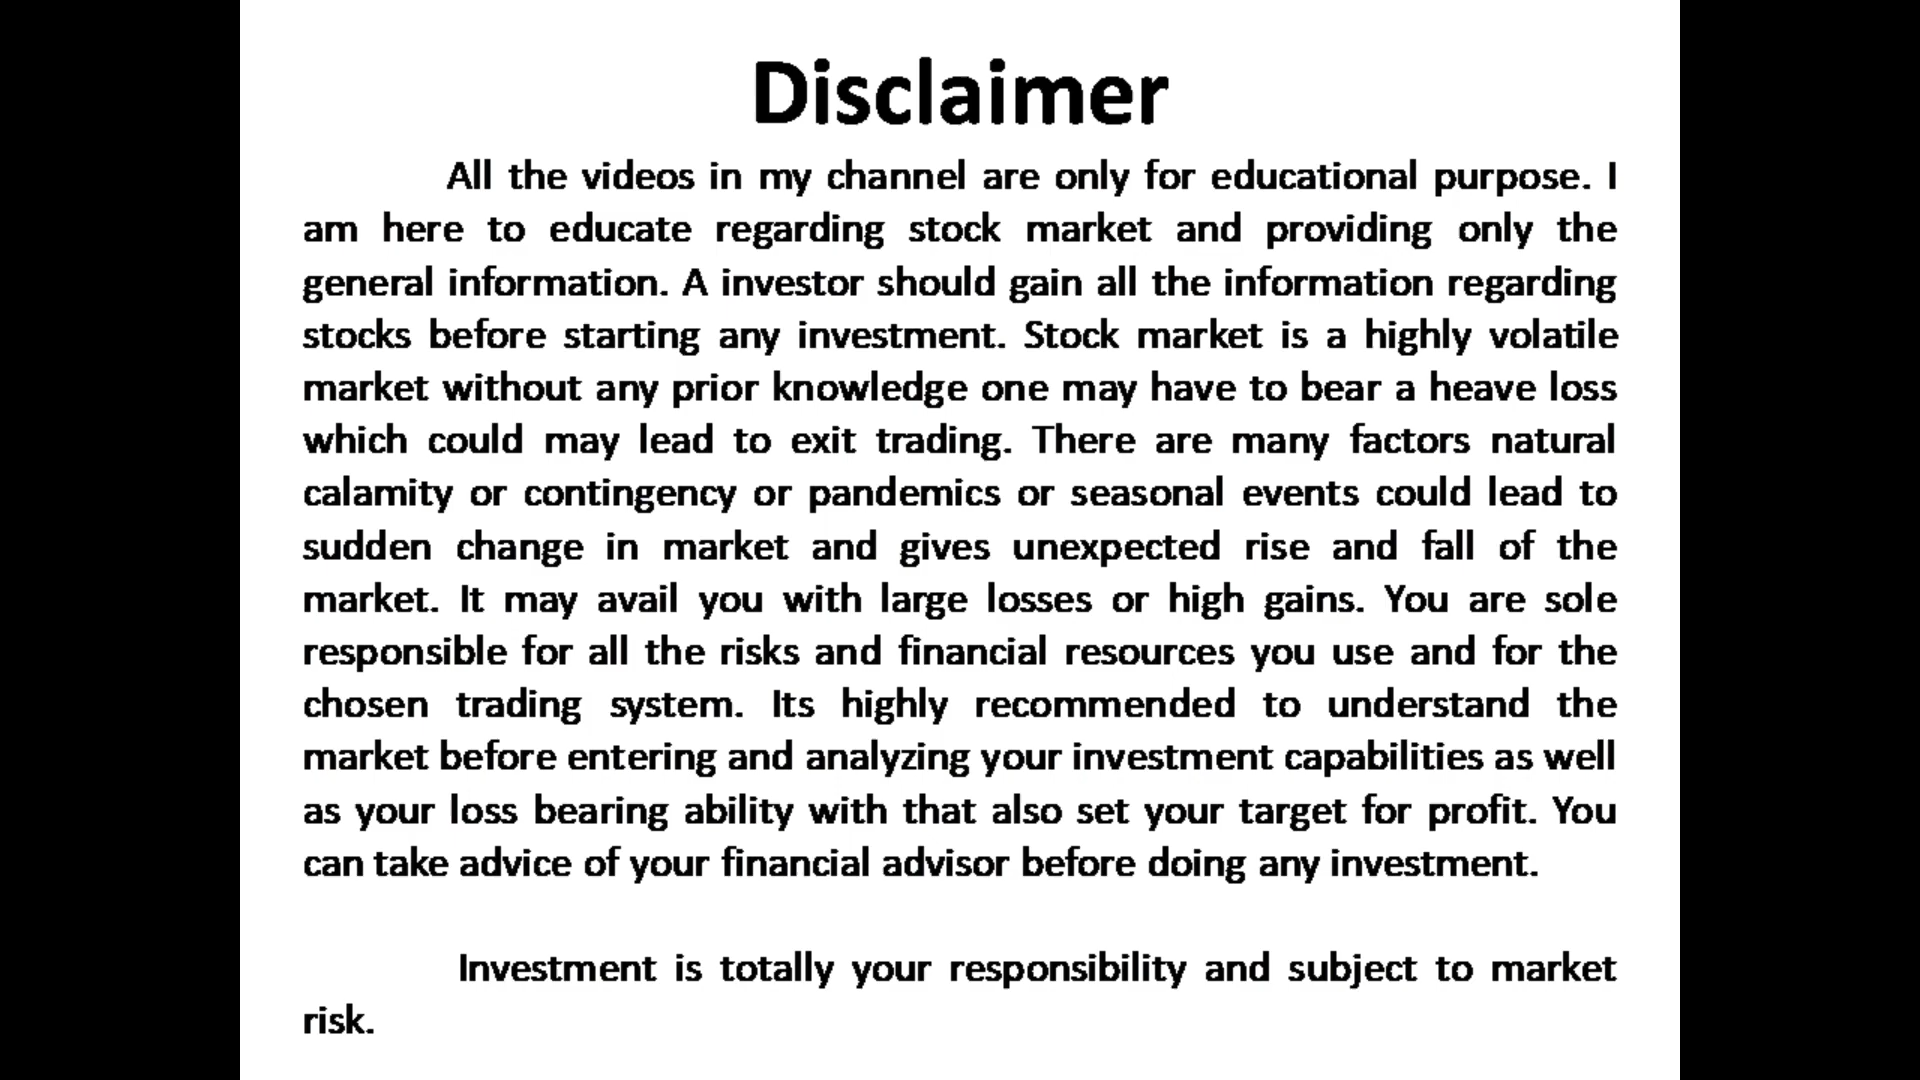 Disclaimer
All the videos in my channel are only for educational purpose. I
am here to educate regarding stock market and providing only the
general information. A investor should gain all the information regarding
stocks before starting any investment. Stock market is a highly volatile
market without any prior knowledge one may have to bear a heave loss
which could may lead to exit trading. There are many factors natural
calamity or contingency or pandemics or seasonal events could lead to
sudden change in market and gives unexpected rise and fall of the
market. It may avail you with large losses or high gains. You are sole
responsible for all the risks and financial resources you use and for the
chosen trading system. Its highly recommended to understand the
market before entering and analyzing your investment capabilities as well
as your loss bearing ability with that also set your target for profit. You
can take advice of your financial advisor before doing any investment.
Investment is totally your responsibility and subject to market
risk.